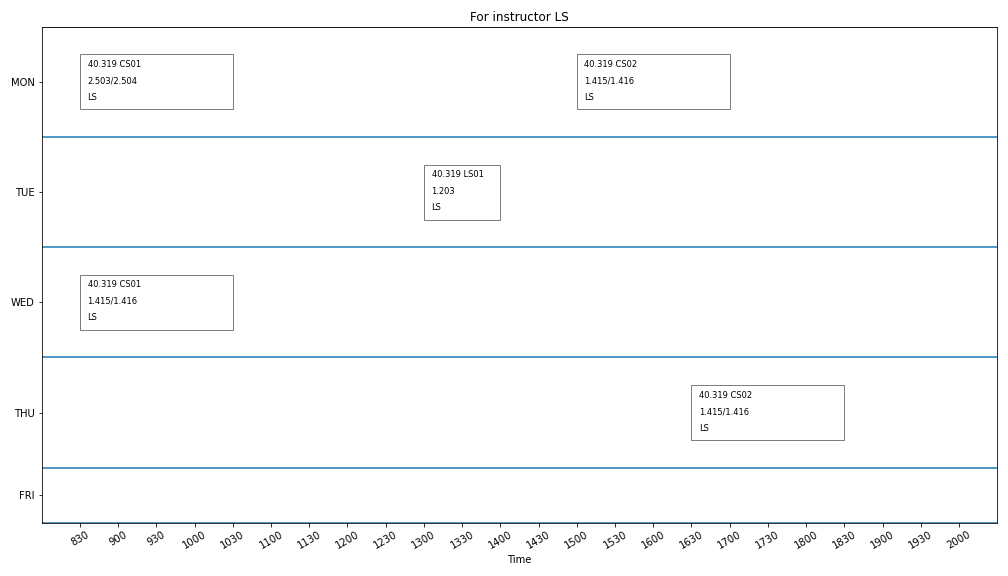 For instructor LS
MON
40.319 CS01
2.503/2.504
LS
40.319 CS02
1.415/1.416
LS
TUE
40.319 LS01
1.203
LS
WED
40.319 CS01
1.415/1.416
LS
THU
40.319 CS02
1.415/1.416
LS
FRI
830 900 930 1000 1030 1100 1130 1200 1230 1300 1330 1400 1430 1500 1530 1600 1630 1700 1730 1800 1830 1900 1930 2000
Time